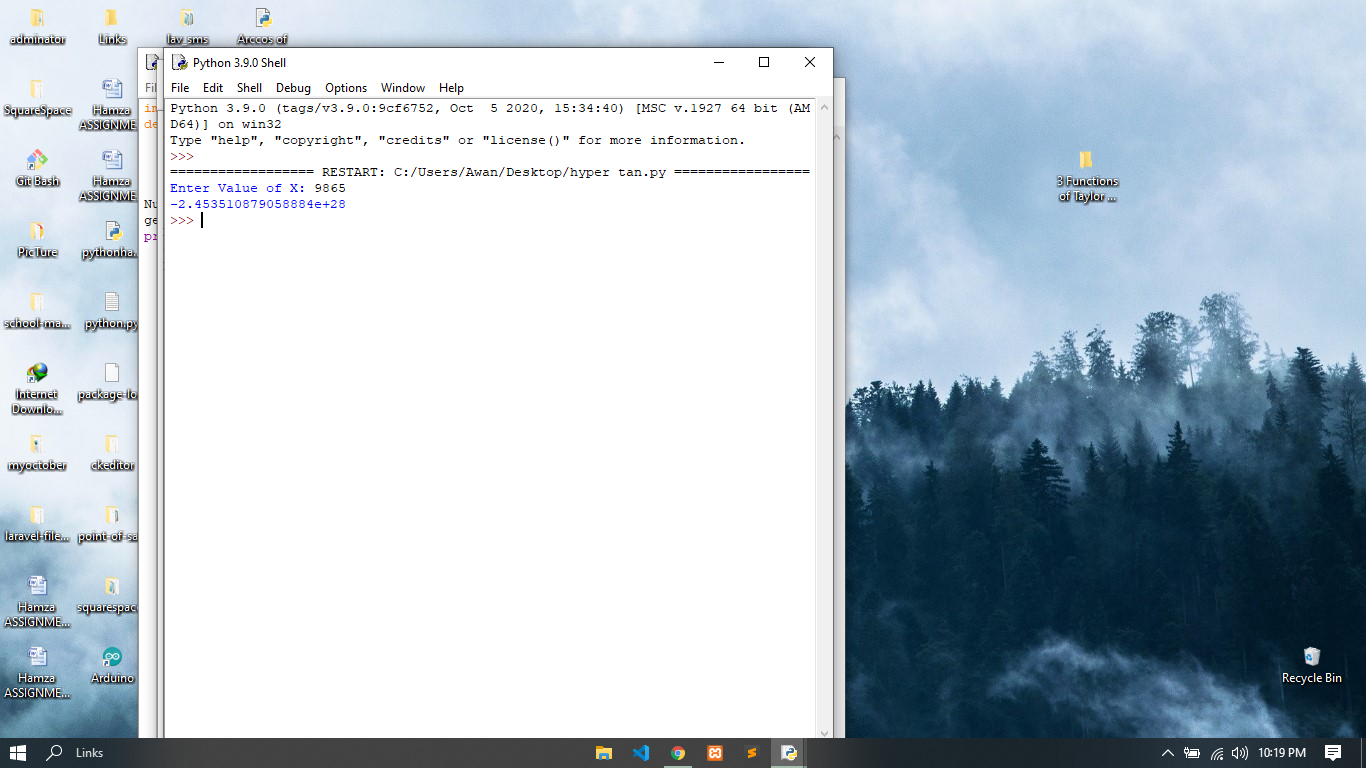 adminator
Links
lav_sms
Arccos of
SquareSpace
Hamza
ASSIGNME...
Git Bash
Hamza
ASSIGNME...
PicTure
pythonha...
school-ma...
python.py
Internet
Downlo...
package-lo
myoctober
ckeditor
laravel-file...
point-of-sa
Hamza
ASSIGNME...
squarespac
Hamza
ASSIGNME...
Arduino
Fil
in
de
Nu
ge
pr
Python 3.9.0 Shell
File Edit Shell Debug Options Window Help
Python 3.9.0 (tags/v3.9.0:9cf6752, Oct  5 2020, 15:34:40) [MSC v.1927 64 bit (AM
D64)] on win32
Type "help", "copyright", "credits" or "license()" for more information.
>>>
================== RESTART: C:/Users/Awan/Desktop/hyper tan.py =================
Enter Value of X: 9865
-2.453510879058884e+28
>>>
3 Functions
of Taylor ...
Recycle Bin
Links
10:19 PM